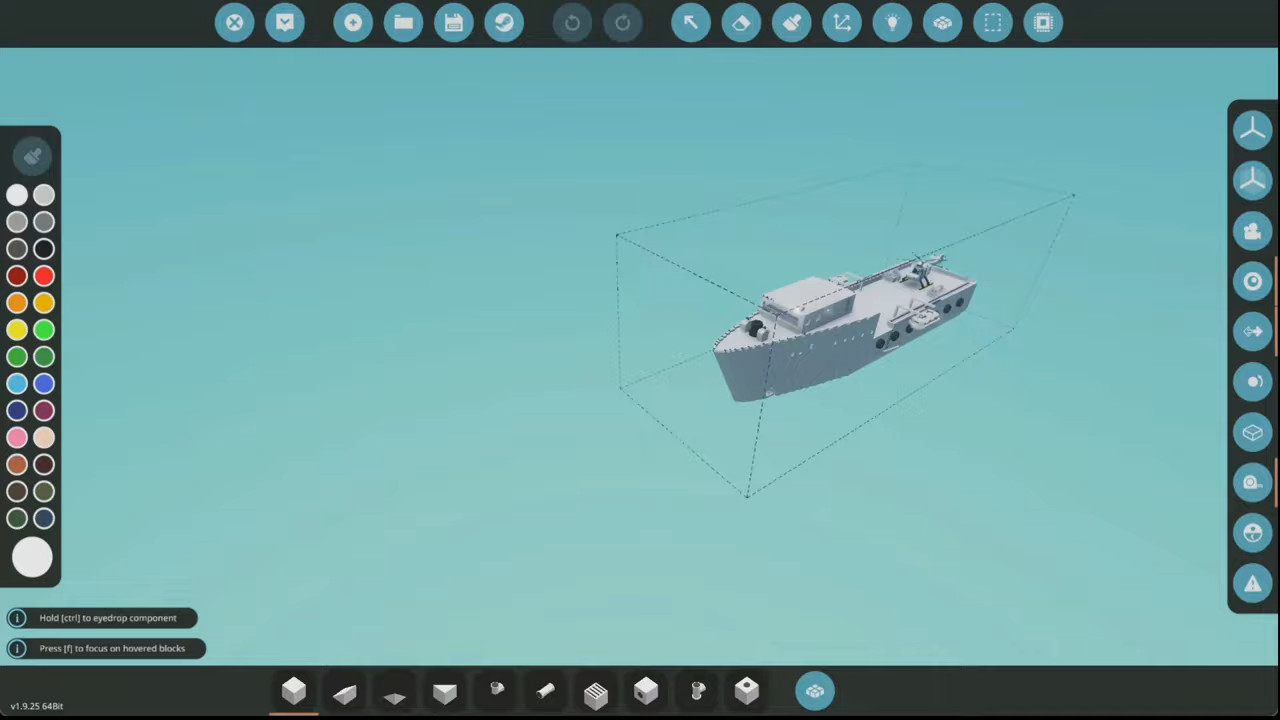 Hold [ctrl] to eyedrop component
Press [f] to focus on hovered blocks
v1.9.25 64Bit